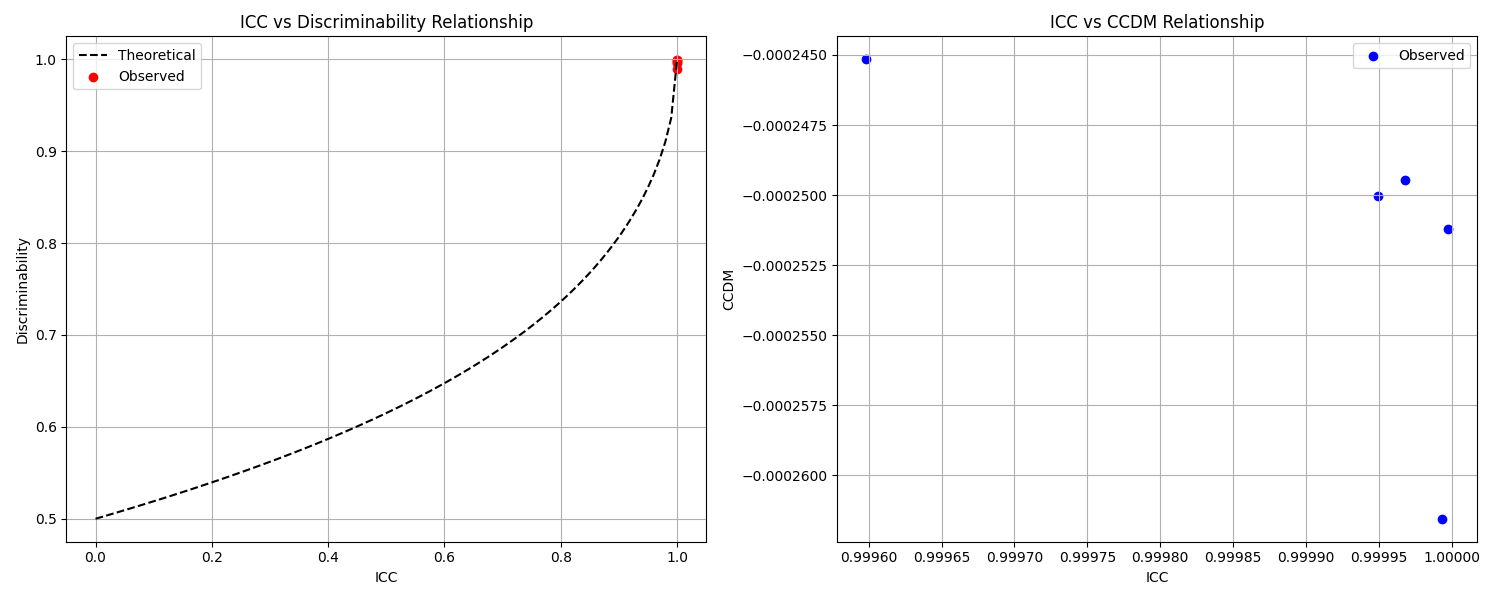 ICC vs Discriminability Relationship
Theoretical
Observed
1.0
0.9
0.8
0.7
0.6
0.5
Discriminability
0.0 0.2 0.4 0.6 0.8 1.0
ICC
ICC vs CCDM Relationship
Observed
−0.0002450
−0.0002475
−0.0002500
−0.0002525
−0.0002550
−0.0002575
−0.0002600
CCDM
0.99960 0.99965 0.99970 0.99975 0.99980 0.99985 0.99990 0.99995 1.00000
ICC